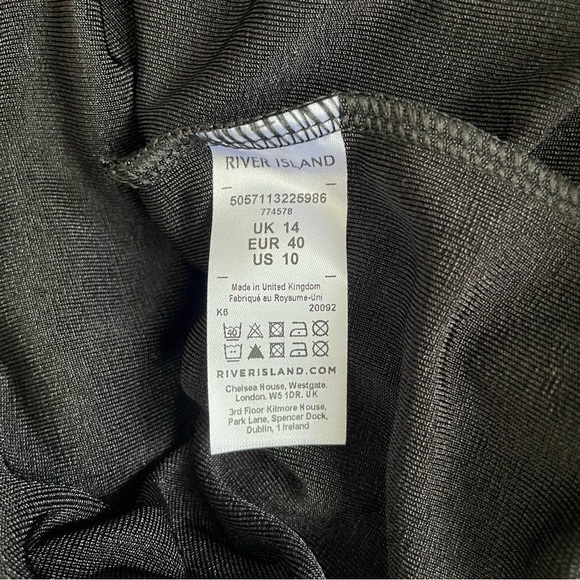 RIVER ISLAND
5057113225986
774578
UK 14
EUR 40
US 10
Made in United Kingdom
Fabriqué au Royaume-Uni
K6 20092
40
RIVERISLAND.COM
Chelsea House, Westgate.
London. W5 1DR. UK
3rd Floor Kilmore House,
Park Lane, Spencer Dock,
Dublin, 1 Ireland